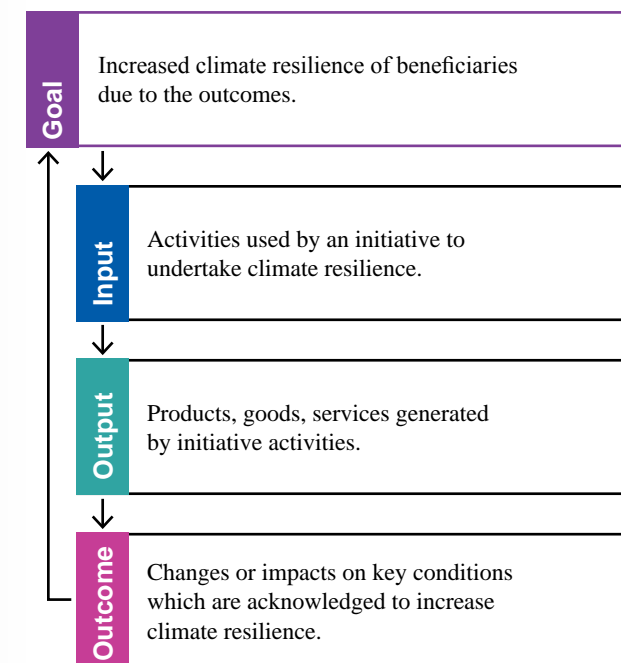 Goal
Increased climate resilience of beneficiaries
due to the outcomes.
Input
Activities used by an initiative to
undertake climate resilience.
Output
Products, goods, services generated
by initiative activities.
Outcome
Changes or impacts on key conditions
which are acknowledged to increase
climate resilience.